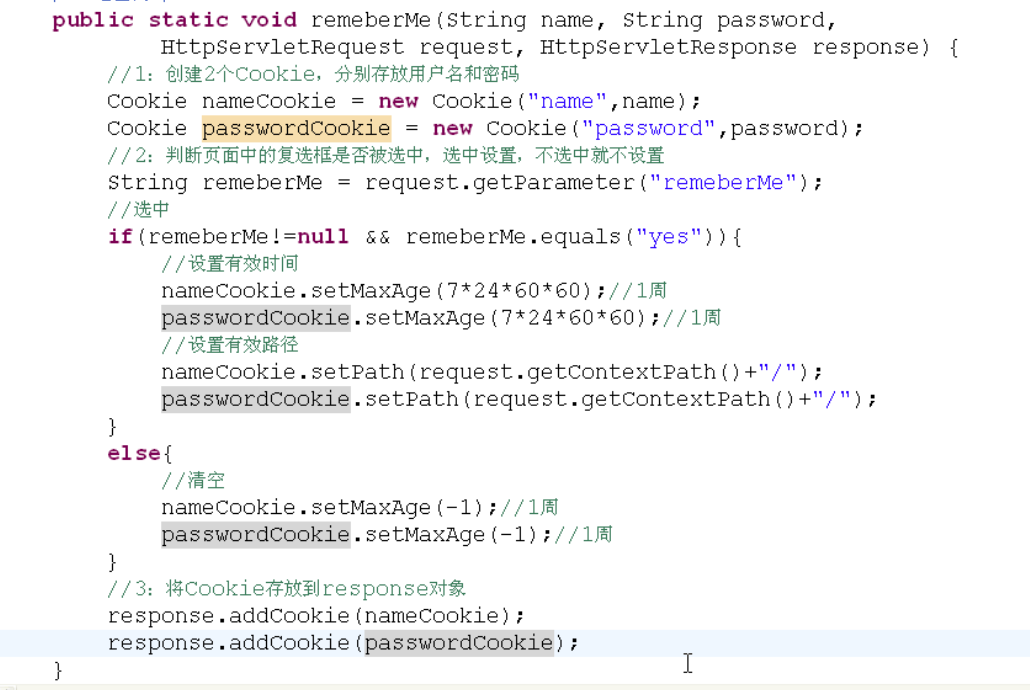 public static void remeberMe(String name, String password,
HttpServletRequest request, HttpServletResponse response) {
//1：创建2个Cookie，分别存放用户名和密码
Cookie nameCookie = new Cookie("name",name);
Cookie passwordCookie = new Cookie("password",password);
//2：判断页面中的复选框是否被选中，选中设置，不选中就不设置
String remeberMe = request.getParameter("remeberMe");
//选中
if(remeberMe!=null && remeberMe.equals("yes")){
//设置有效时间
nameCookie.setMaxAge(7*24*60*60);//1周
passwordCookie.setMaxAge(7*24*60*60);//1周
//设置有效路径
nameCookie.setPath(request.getContextPath()+"/");
passwordCookie.setPath(request.getContextPath()+"/");
}
else{
//清空
nameCookie.setMaxAge(-1);//1周
passwordCookie.setMaxAge(-1);//1周
}
//3：将Cookie存放到response对象
response.addCookie(nameCookie);
response.addCookie(passwordCookie);
}